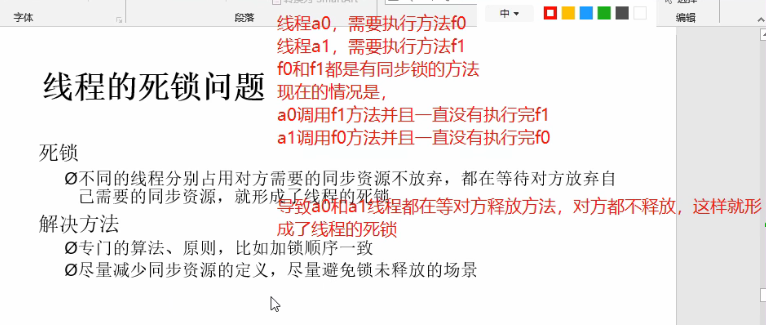 字体
段落
中
编辑
线程a0，需要执行方法f0
线程a1，需要执行方法f1
f0和f1都是有同步锁的方法
现在的情况是，
a0调用f1方法并且一直没有执行完f1
a1调用f0方法并且一直没有执行完f0
线程的死锁问题
死锁
Ø不同的线程分别占用对方需要的同步资源不放弃，都在等待对方放弃自
己需要的同步资源，就形成了线程的死锁
导致a0和a1线程都在等对方释放方法，对方都不释放，这样就形
成了线程的死锁
解决方法
Ø专门的算法、原则，比如加锁顺序一致
Ø尽量减少同步资源的定义，尽量避免锁未释放的场景